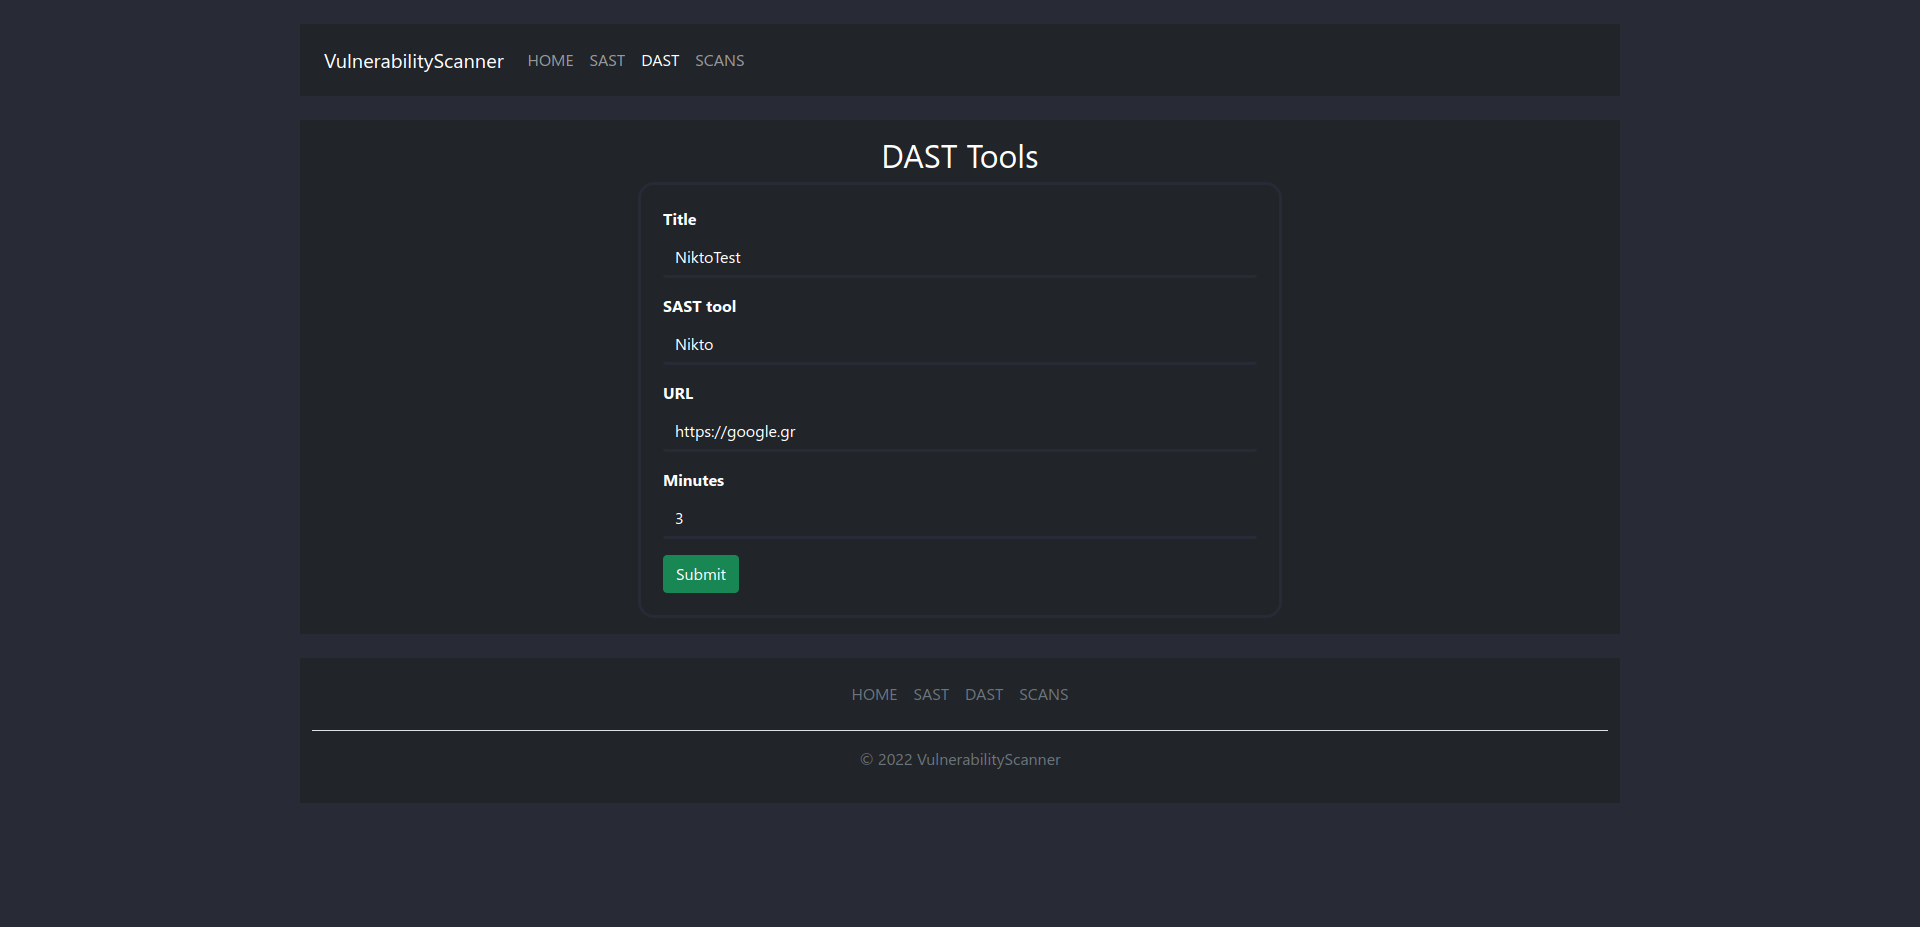 VulnerabilityScanner HOME SAST DAST SCANS
DAST Tools
Title
NiktoTest
SAST tool
Nikto
URL
https://google.gr
Minutes
3
Submit
HOME SAST DAST SCANS
© 2022 VulnerabilityScanner